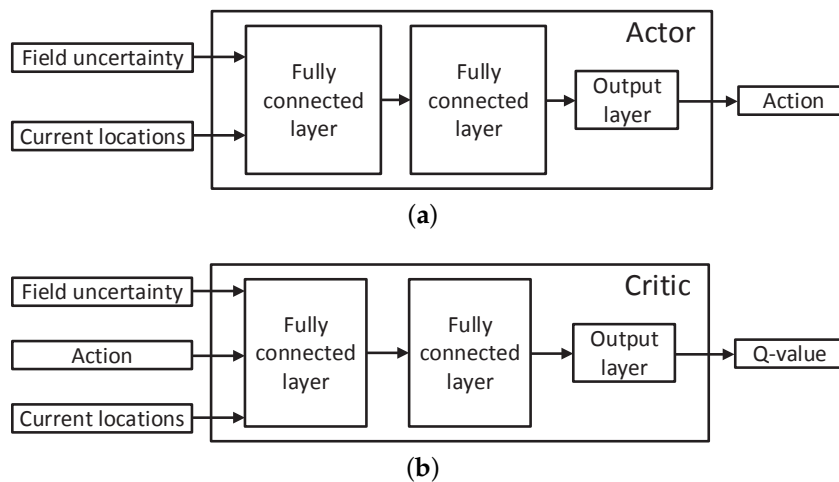 Actor
Field uncertainty
Current locations
Fully
connected
layer
Fully
connected
layer
Output
layer
Action
(a)
Critic
Field uncertainty
Action
Current locations
Fully
connected
layer
Fully
connected
layer
Output
layer
Q-value
(b)